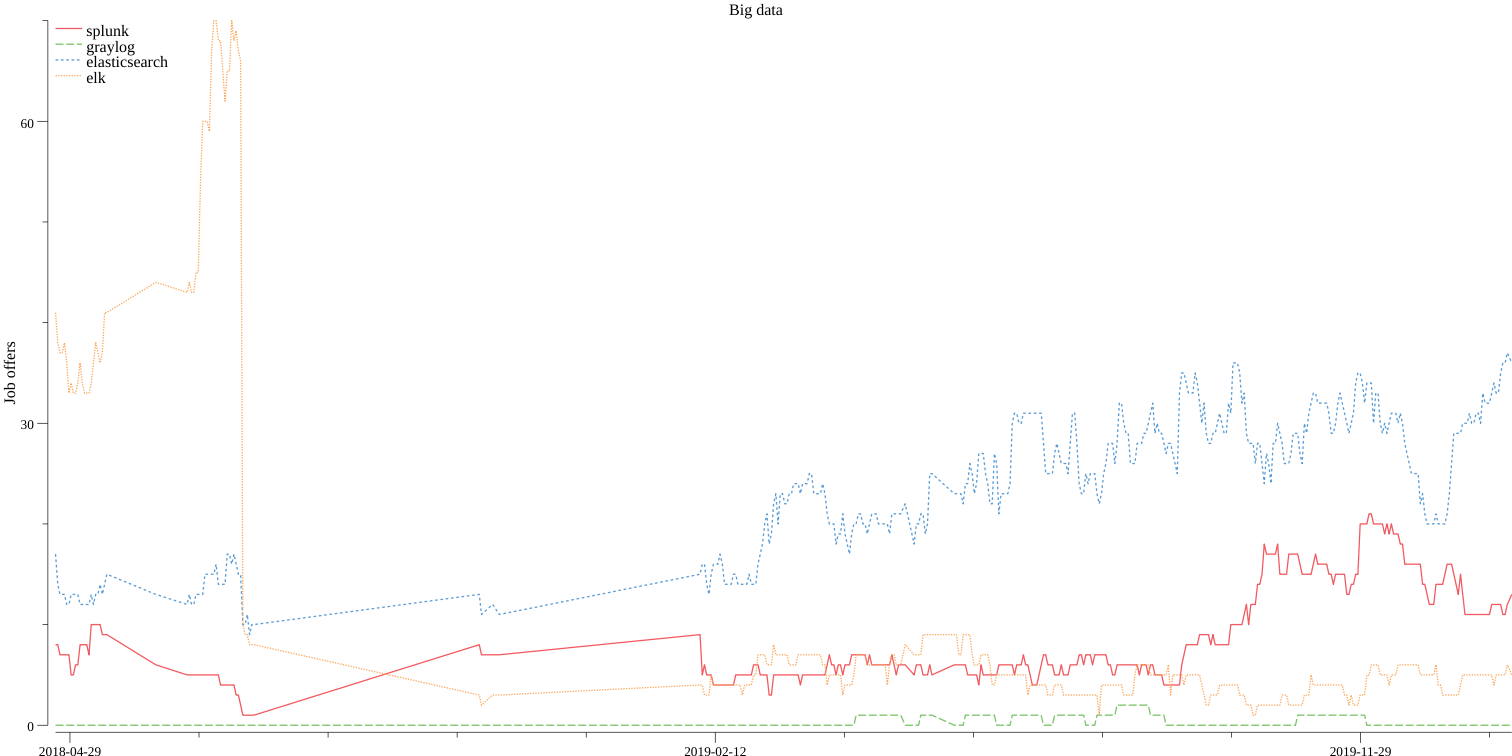 Big data
splunk
graylog
elasticsearch
elk
Job offers
60
30
0
2018-04-29
2019-02-12
2019-11-29